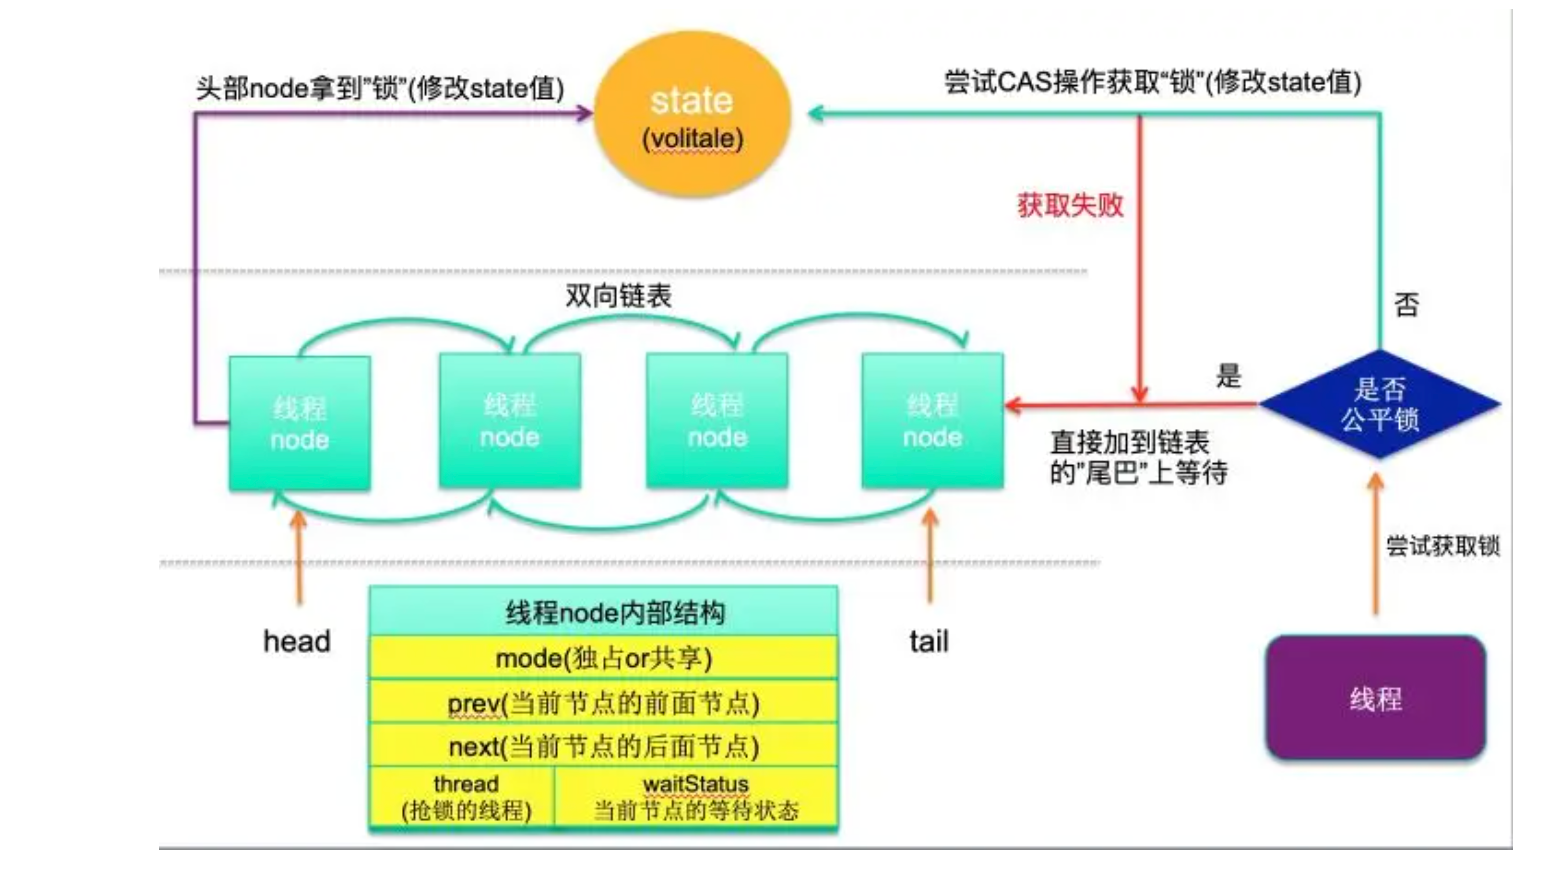 头部node拿到”锁”(修改state值)
state
(volitale)
尝试CAS操作获取“锁"(修改state值)
获取失败
双向链表
否
是
是否
公平锁
线程
node
线程
node
线程
node
线程
node
直接加到链表
的”尾巴”上等待
尝试获取锁
head
tail
线程node内部结构
mode(独占or共享)
prev(当前节点的前面节点)
next(当前节点的后面节点)
thread
(抢锁的线程)
waitStatus
当前节点的等待状态
线程